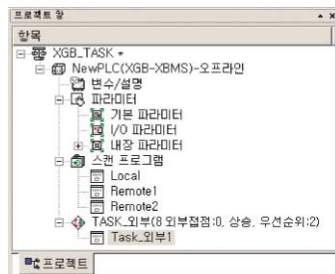 프로젝트 창
항목
XGB_TASK *
NewPLC(XGB-XBMS)-오프라인
변수/설명
파라미터
기본 파라미터
I/O 파라미터
내장 파라미터
스캔 프로그램
Local
Remote1
Remote2
TASK_외부(8 외부접점:0, 상승, 우선순위:2)
Task_외부1
프로젝트